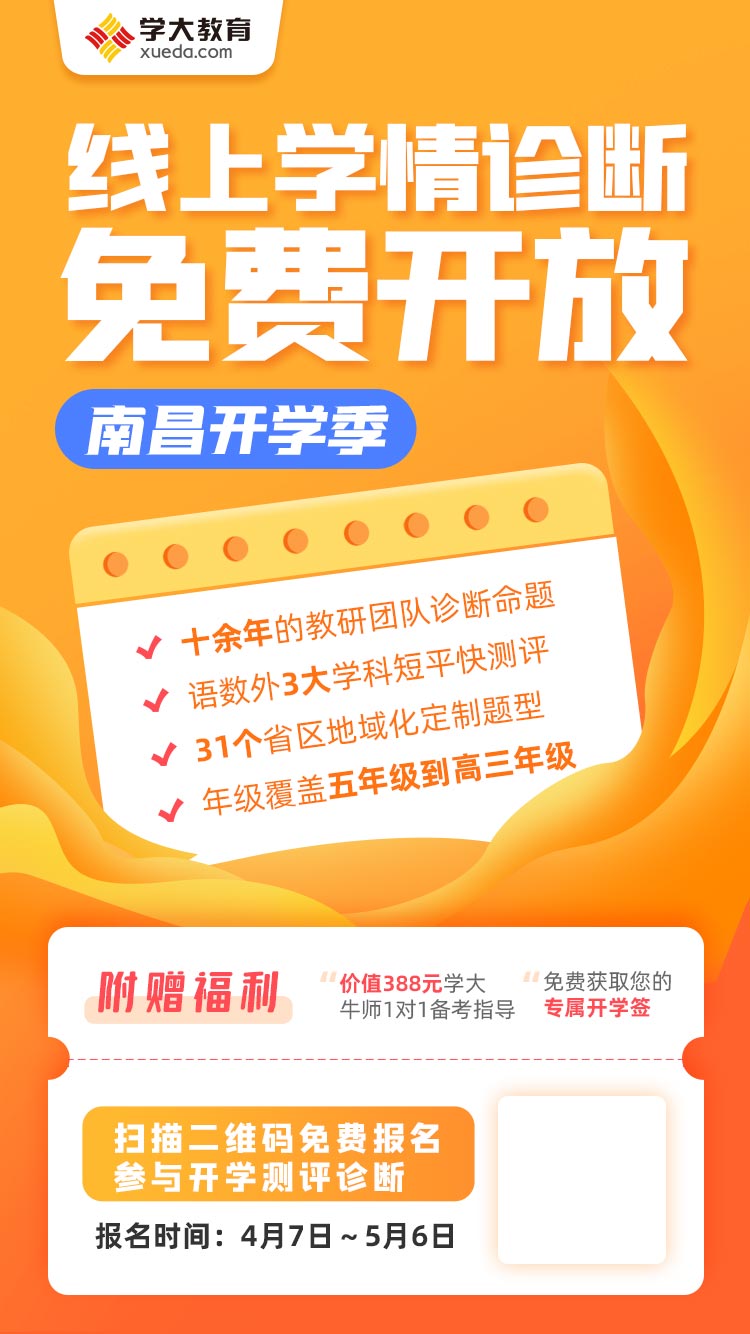 学大教育
xueda.com
线上学情诊断
免费开放
南昌开学季
十余年的教研团队诊断命题
语数外3大学科短平快测评
31个省区地域化定制题型
年级覆盖五年级到高三年级
附赠福利
“价值388元学大
牛师1对1备考指导
“免费获取您的
专属开学签
扫描二维码免费报名
参与开学测评诊断
报名时间：4月7日~5月6日